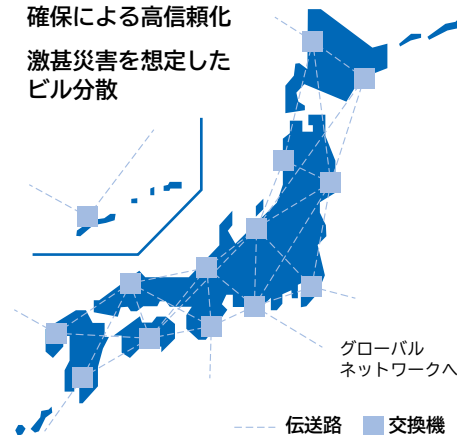 確保による高信頼化
激甚災害を想定した
ビル分散
グローバル
ネットワークへ
伝送路
交換機